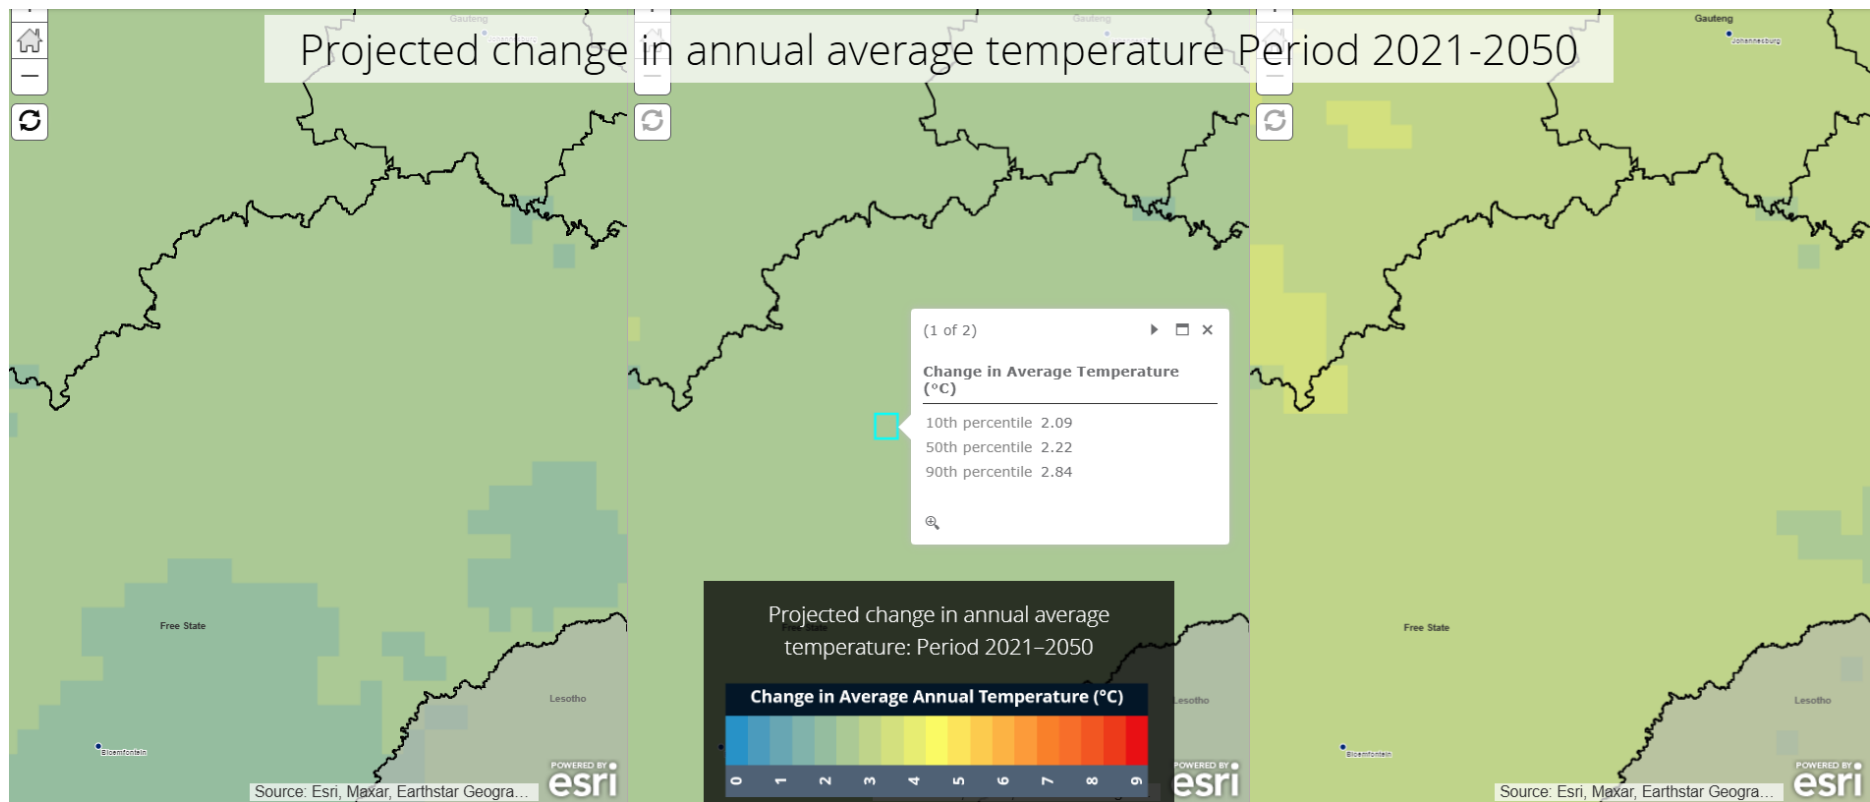 Gauteng
Gauteng
Gauteng
Johannesburg
Projected change in annual average temperature Period 2021-2050
(1 of 2)
Change in Average Temperature
(°C)
10th percentile 2.09
50th percentile 2.22
90th percentile 2.84
Free State
Free State
Projected change in annual average
temperature: Period 2021–2050
Lesotho
Lesotho
Lesotho
Change in Average Annual Temperature (°C)
0 1 2 3 4 5 6 7 8 9
Bloemfontein
Bloemfontein
POWERED BY
esri
POWERED BY
esri
POWERED BY
esri
Source: Esri, Maxar, Earthstar Geogra...
Source: Esri, Maxar, Earthstar Geogra...